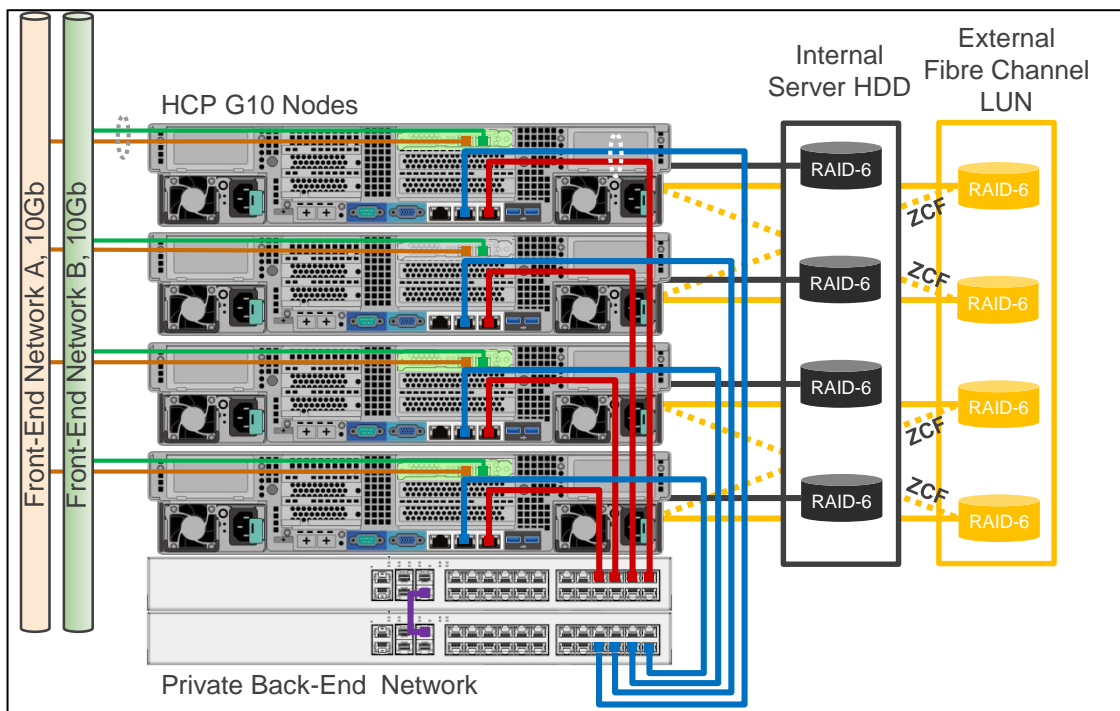 Front-End Network A, 10Gb
Front-End Network B, 10Gb
HCP G10 Nodes
Internal
Server HDD
External
Fibre Channel
LUN
RAID-6
RAID-6
ZCF
RAID-6
ZCF
RAID-6
RAID-6
RAID-6
ZCF
RAID-6
ZCF
RAID-6
Private Back-End Network